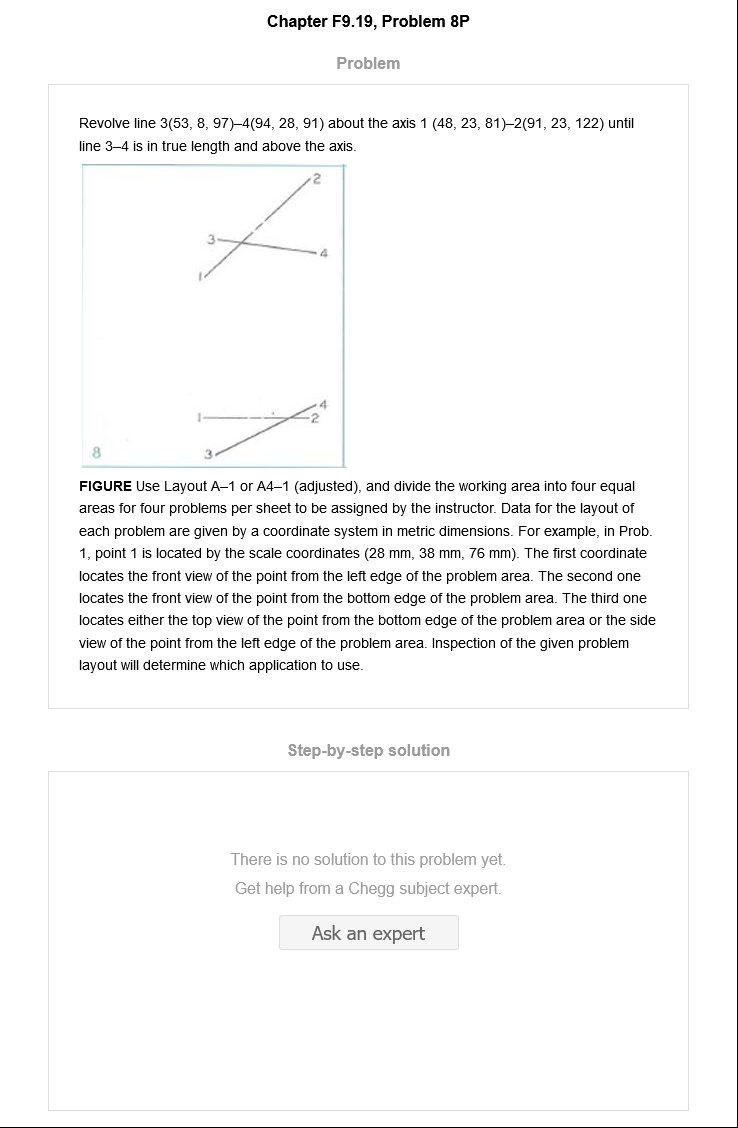 Chapter F9.19, Problem 8P
Problem
Revolve line 3(53, 8, 97)–4(94, 28, 91) about the axis 1 (48, 23, 81)–2(91, 23, 122) until
line 3–4 is in true length and above the axis.
2
3
4
1
4
1
2
3
8
FIGURE Use Layout A–1 or A4–1 (adjusted), and divide the working area into four equal
areas for four problems per sheet to be assigned by the instructor. Data for the layout of
each problem are given by a coordinate system in metric dimensions. For example, in Prob.
1, point 1 is located by the scale coordinates (28 mm, 38 mm, 76 mm). The first coordinate
locates the front view of the point from the left edge of the problem area. The second one
locates the front view of the point from the bottom edge of the problem area. The third one
locates either the top view of the point from the bottom edge of the problem area or the side
view of the point from the left edge of the problem area. Inspection of the given problem
layout will determine which application to use.
Step-by-step solution
There is no solution to this problem yet.
Get help from a Chegg subject expert.
Ask an expert